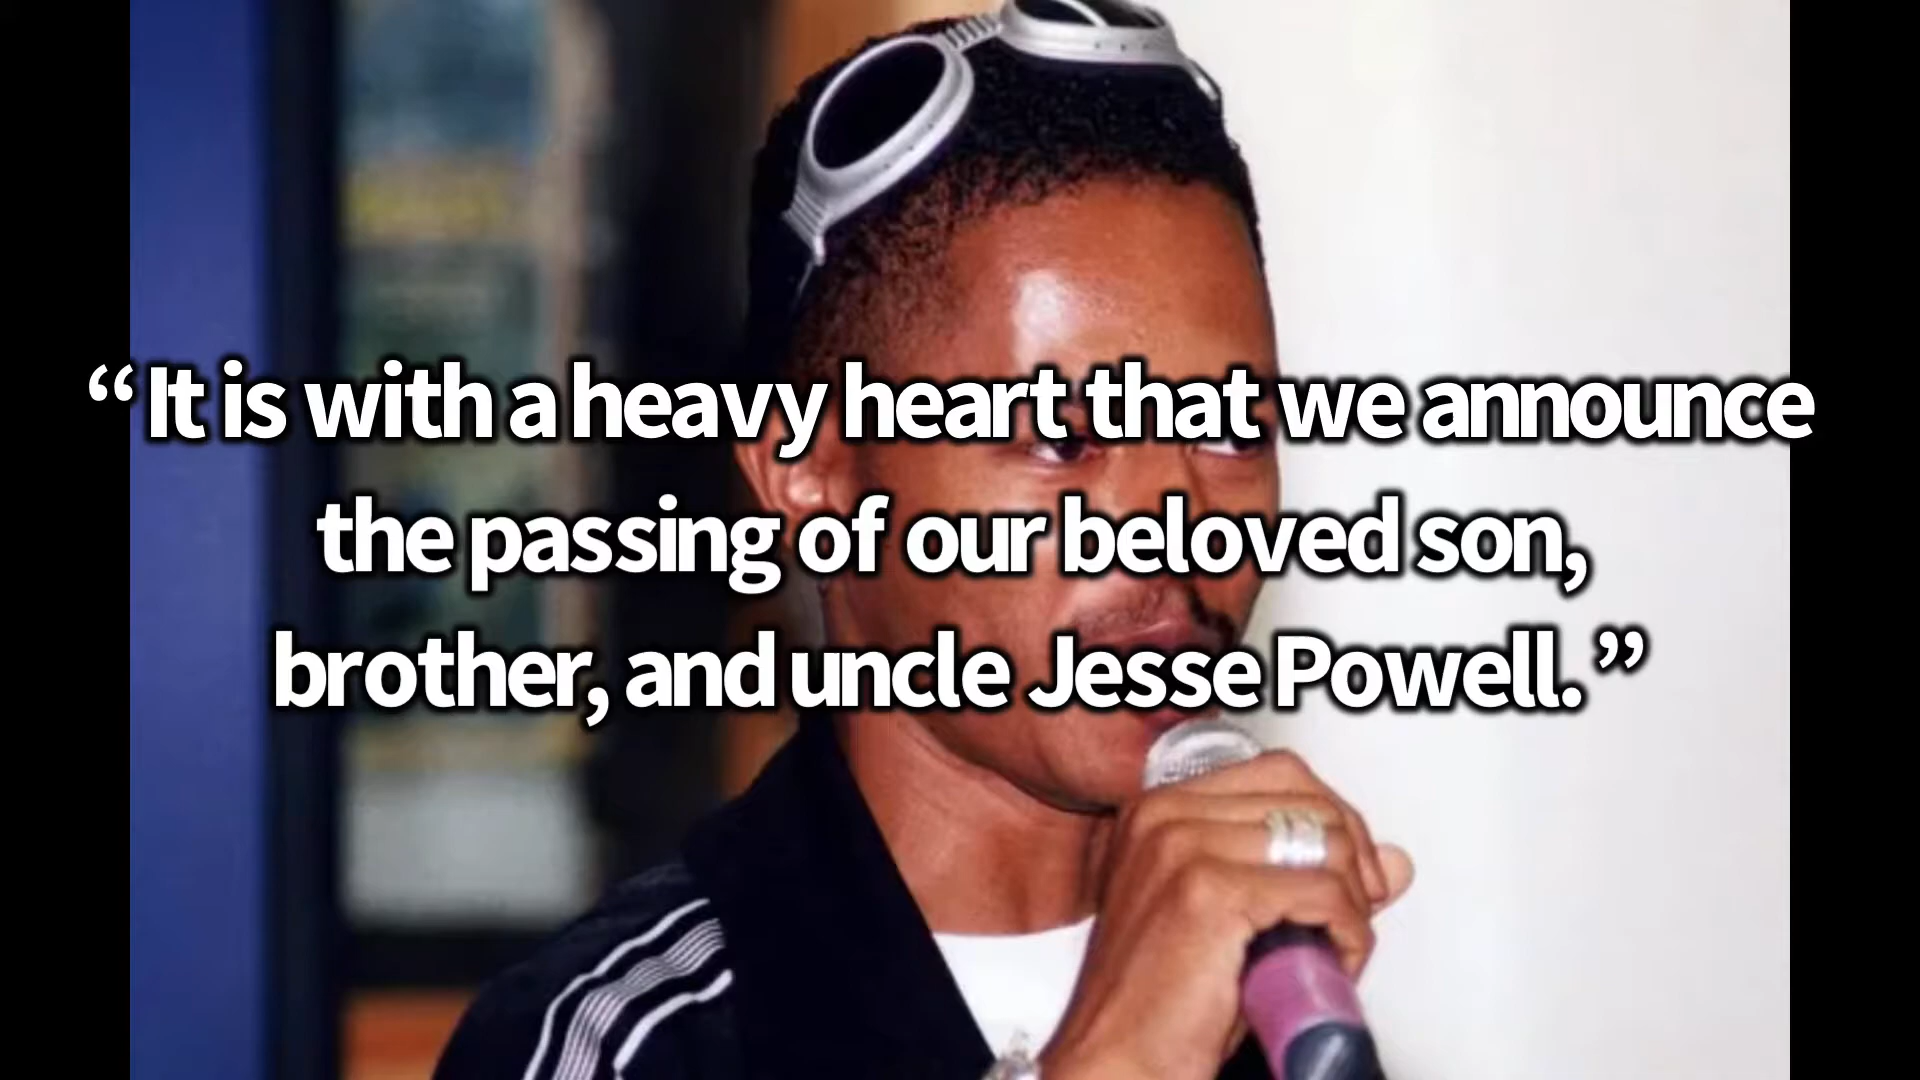 “It is with a heavy heart that we announce
the passing of our beloved son,
brother, and uncle Jesse Powell.”